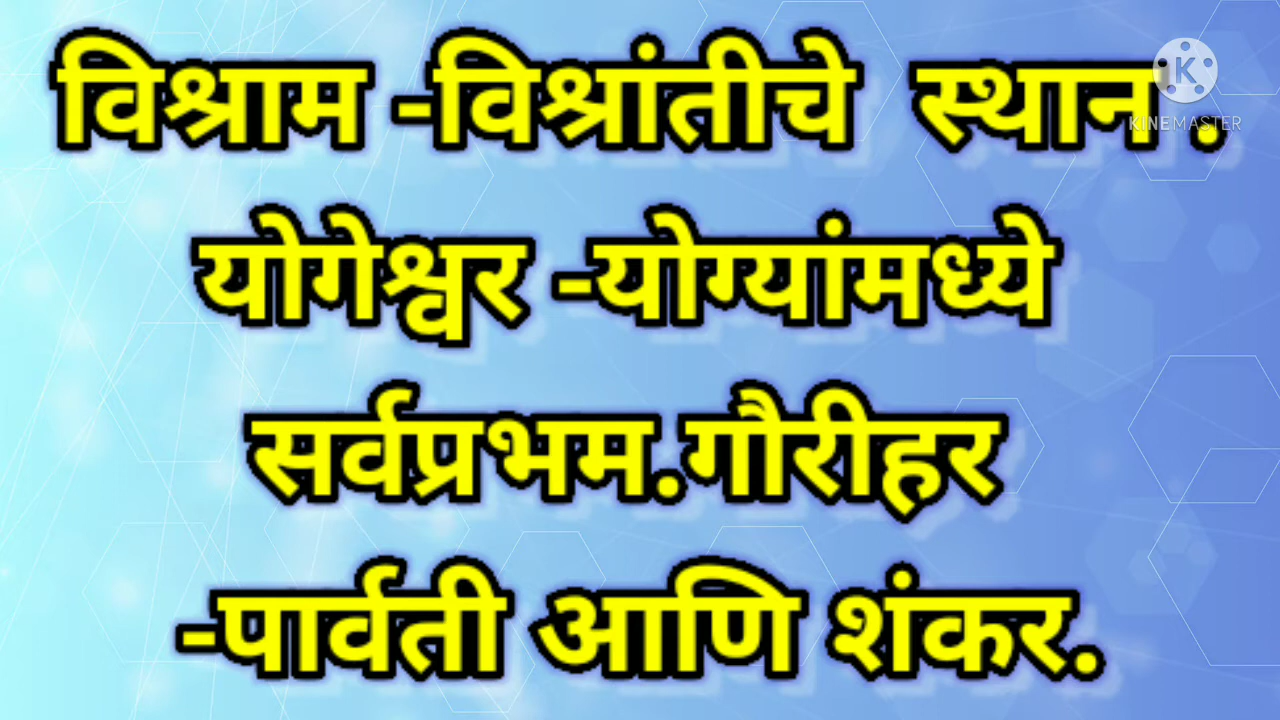 विश्राम -विश्रांतीचे स्थान .
KINEMASTER
योगेश्वर -योग्यांमध्ये
सर्वप्रभम.गौरीहर
-पार्वती आणि शंकर.